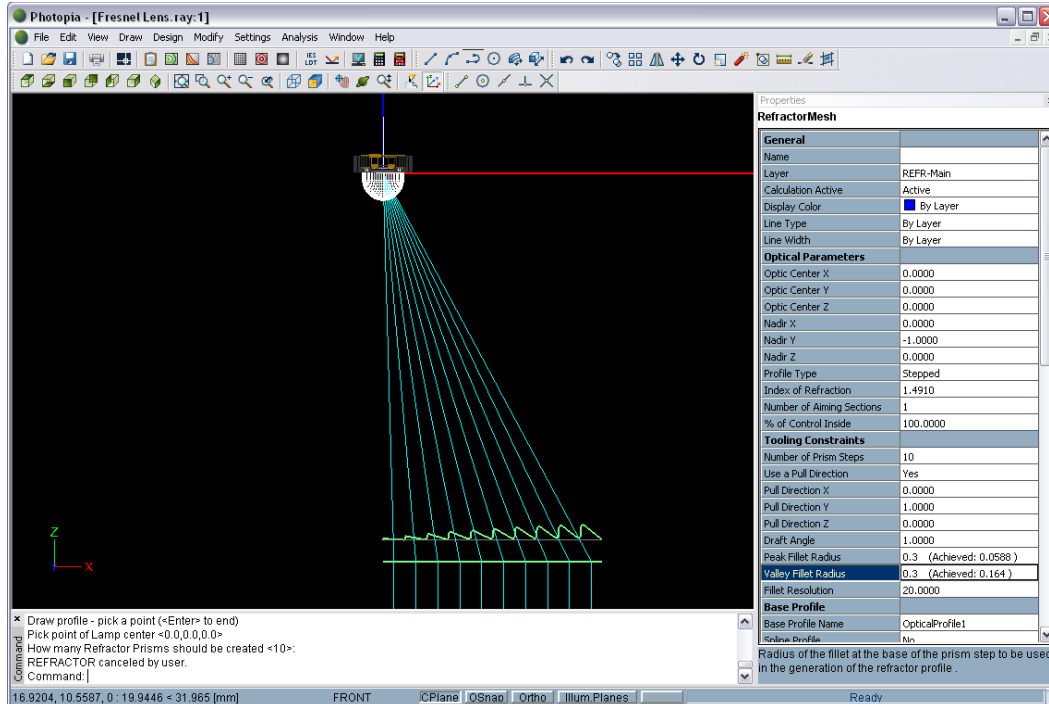 Photopia - [Fresnel Lens.ray:1]
File Edit View Draw Design Modify Settings Analysis Window Help
IES
LDT
Z
X
Properties
RefractorMesh
General
Name
Layer REFR-Main
Calculation Active Active
Display Color By Layer
Line Type By Layer
Line Width By Layer
Optical Parameters
Optic Center X 0.0000
Optic Center Y 0.0000
Optic Center Z 0.0000
Nadir X 0.0000
Nadir Y -1.0000
Nadir Z 0.0000
Profile Type Stepped
Index of Refraction 1.4910
Number of Aiming Sections 1
% of Control Inside 100.0000
Tooling Constraints
Number of Prism Steps 10
Use a Pull Direction Yes
Pull Direction X 0.0000
Pull Direction Y 1.0000
Pull Direction Z 0.0000
Draft Angle 1.0000
Peak Fillet Radius 0.3 (Achieved: 0.0588 )
Valley Fillet Radius 0.3 (Achieved: 0.164 )
Fillet Resolution 20.0000
Base Profile
Base Profile Name OpticalProfile1
Spline Profile No
Radius of the fillet at the base of the prism step to be used
in the generation of the refractor profile .
Command
Draw profile - pick a point (<Enter> to end)
Pick point of Lamp center <0.0,0.0,0.0>
How many Refractor Prisms should be created <10>:
REFRACTOR canceled by user.
Command:
16.9204, 10.5587, 0 : 19.9446 < 31.965 [mm] FRONT CPlane OSnap Ortho Illum.Planes Ready